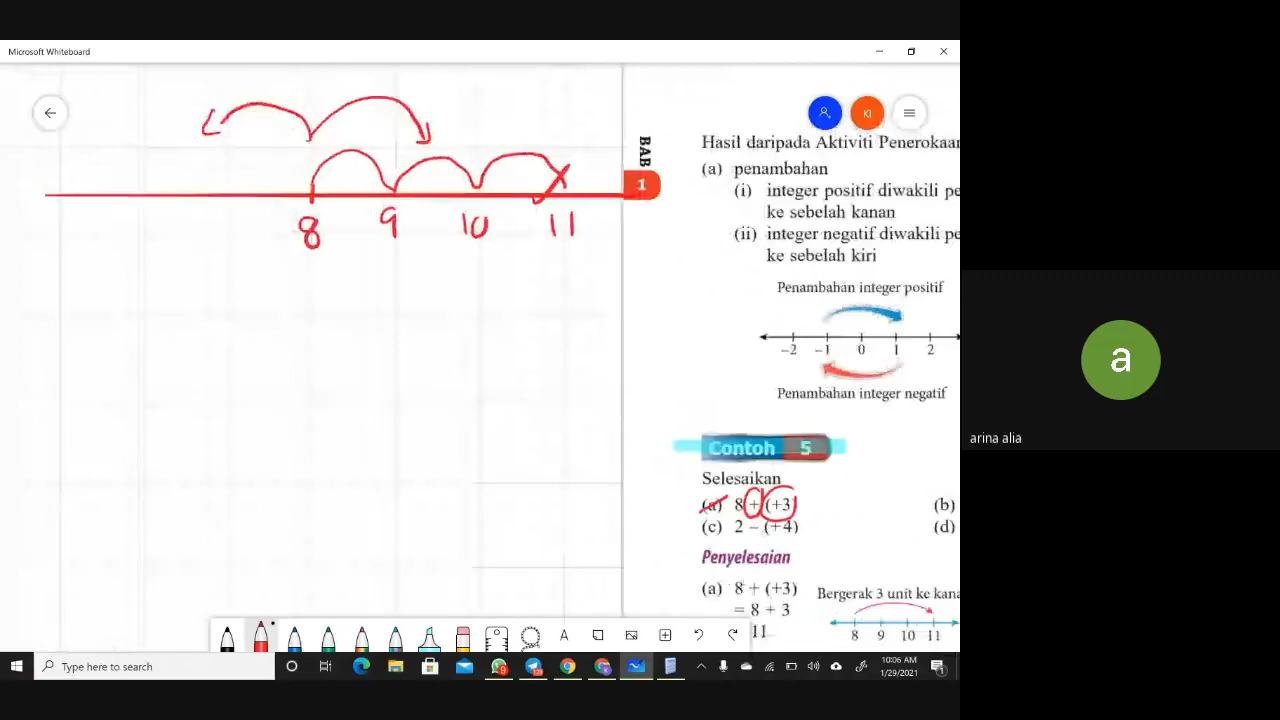 Microsoft Whiteboard
8 9 10 11
BAB
1
KI
Hasil daripada Aktiviti Penerokaan
(a) penambahan
(i) integer positif diwakili
ke sebelah kanan
(ii) integer negatif diwakili
ke sebelah kiri
Penambahan integer positif
−2 −1 0 1 2
Penambahan integer negatif
Contoh 5
Selesaikan
(a) 8 + (+3) (b)
(c) 2 − (+4) (d)
Penyelesaian
(a) 8 + (+3)
= 8 + 3
11
Bergerak 3 unit ke
8 9 10 11
a
arina alia
Type here to search
10:06 AM
1/29/2021